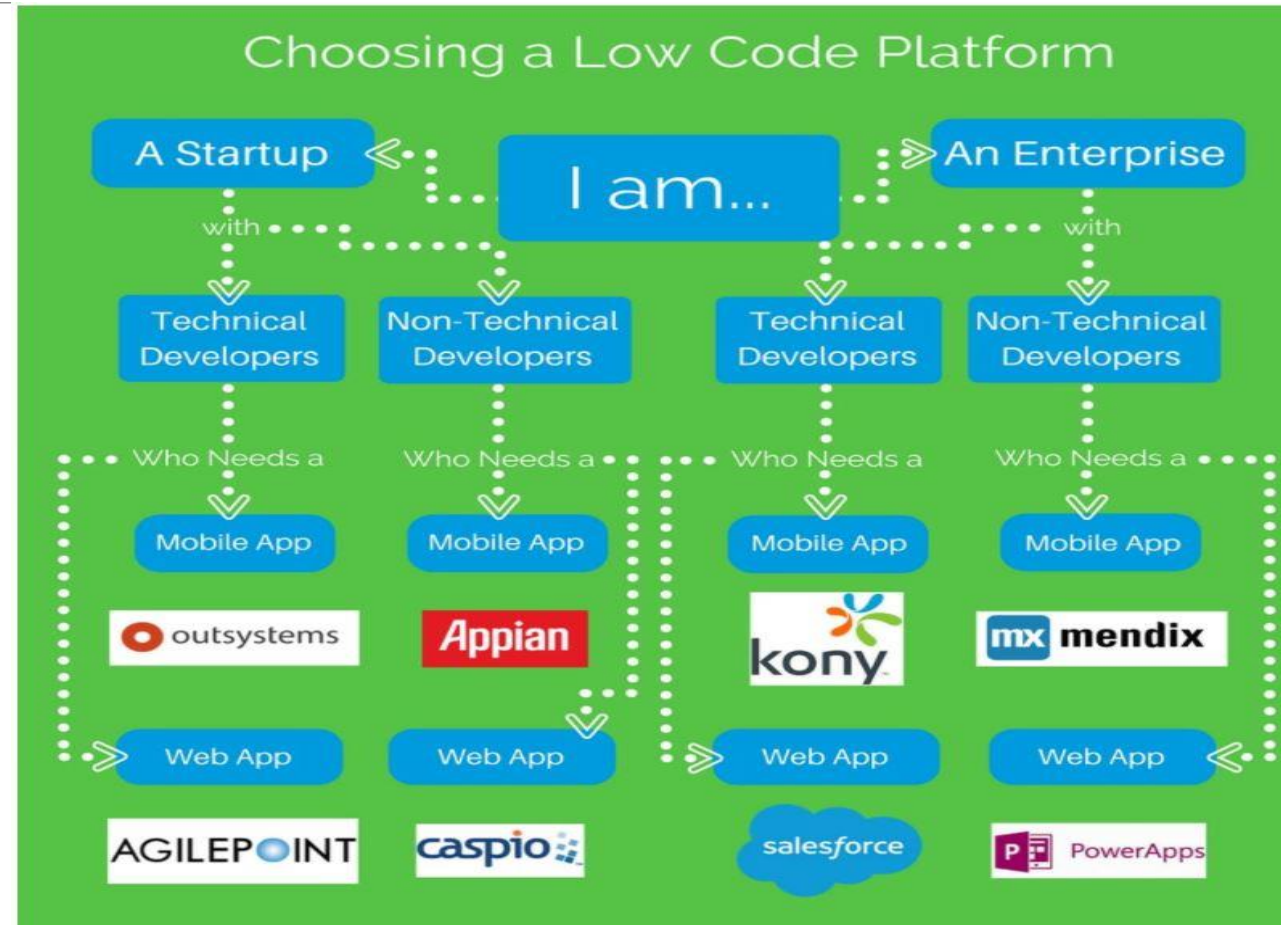 Choosing a Low Code Platform
I am...
A Startup
An Enterprise
with
with
Technical
Developers
Non-Technical
Developers
Technical
Developers
Non-Technical
Developers
Who Needs a
Who Needs a
Who Needs a
Who Needs a
Mobile App
Mobile App
Mobile App
Mobile App
outsystems
Appian
kony
mx mendix
Web App
Web App
Web App
Web App
AGILEPOINT
caspio
salesforce
P PowerApps